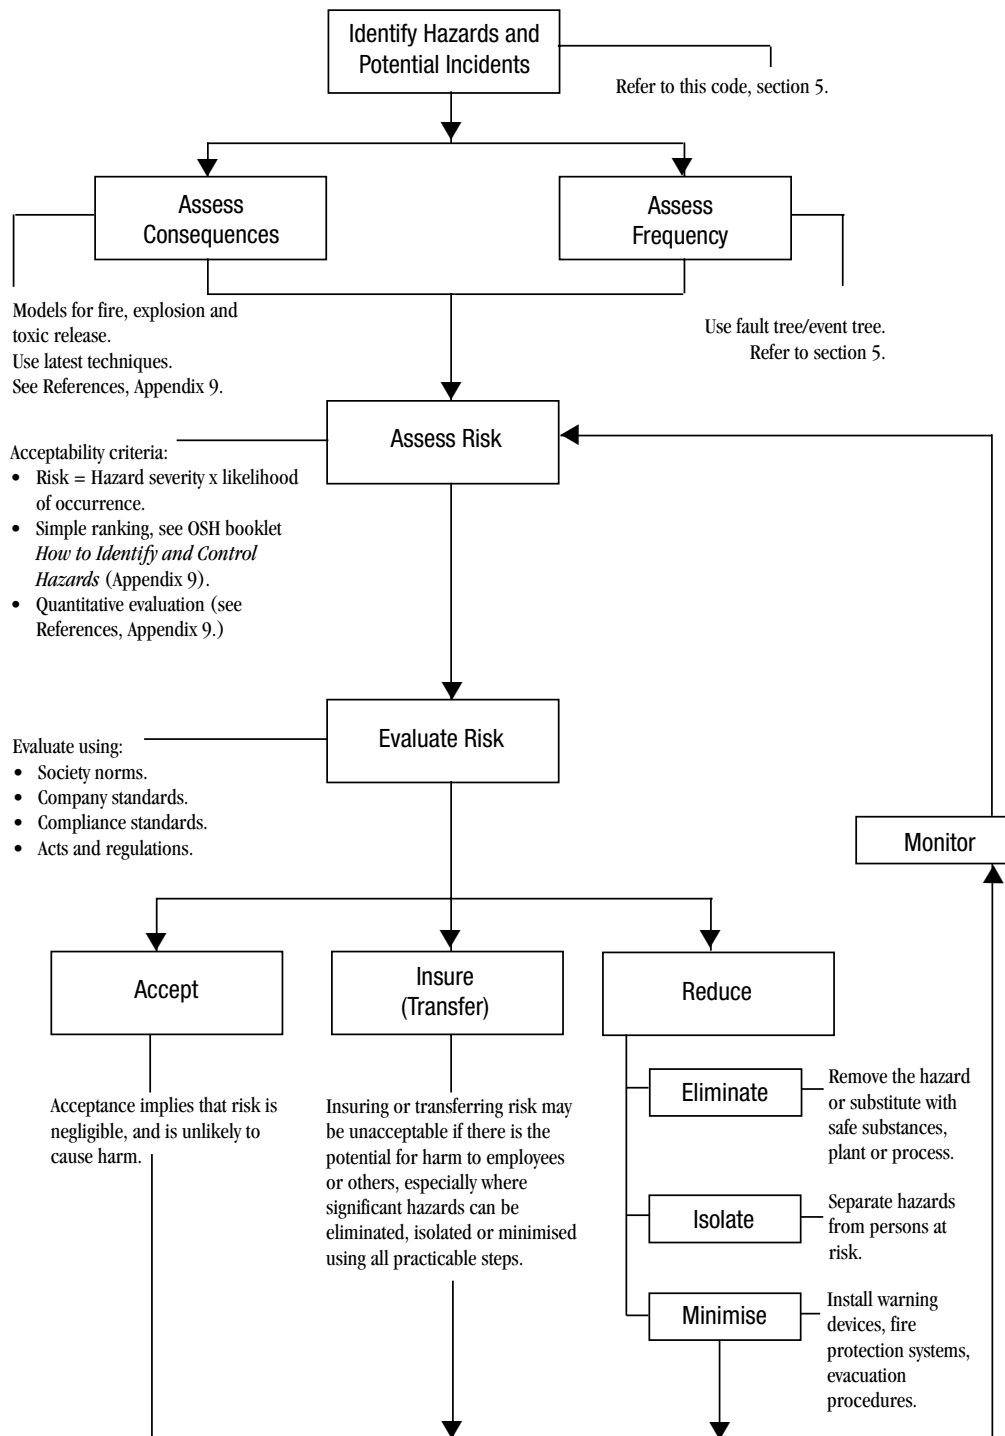 Identify Hazards and
Potential Incidents
Refer to this code, section 5.
Assess
Consequences
Assess
Frequency
Models for fire, explosion and
toxic release.
Use latest techniques.
See References, Appendix 9.
Use fault tree/event tree.
Refer to section 5.
Assess Risk
Acceptability criteria:
• Risk = Hazard severity x likelihood
of occurrence.
• Simple ranking, see OSH booklet
How to Identify and Control
Hazards (Appendix 9).
• Quantitative evaluation (see
References, Appendix 9.)
Evaluate Risk
Evaluate using:
• Society norms.
• Company standards.
• Compliance standards.
• Acts and regulations.
Monitor
Accept
Insure
(Transfer)
Reduce
Acceptance implies that risk is
negligible, and is unlikely to
cause harm.
Insuring or transferring risk may
be unacceptable if there is the
potential for harm to employees
or others, especially where
significant hazards can be
eliminated, isolated or minimised
using all practicable steps.
Eliminate
Remove the hazard
or substitute with
safe substances,
plant or process.
Isolate
Separate hazards
from persons at
risk.
Minimise
Install warning
devices, fire
protection systems,
evacuation
procedures.